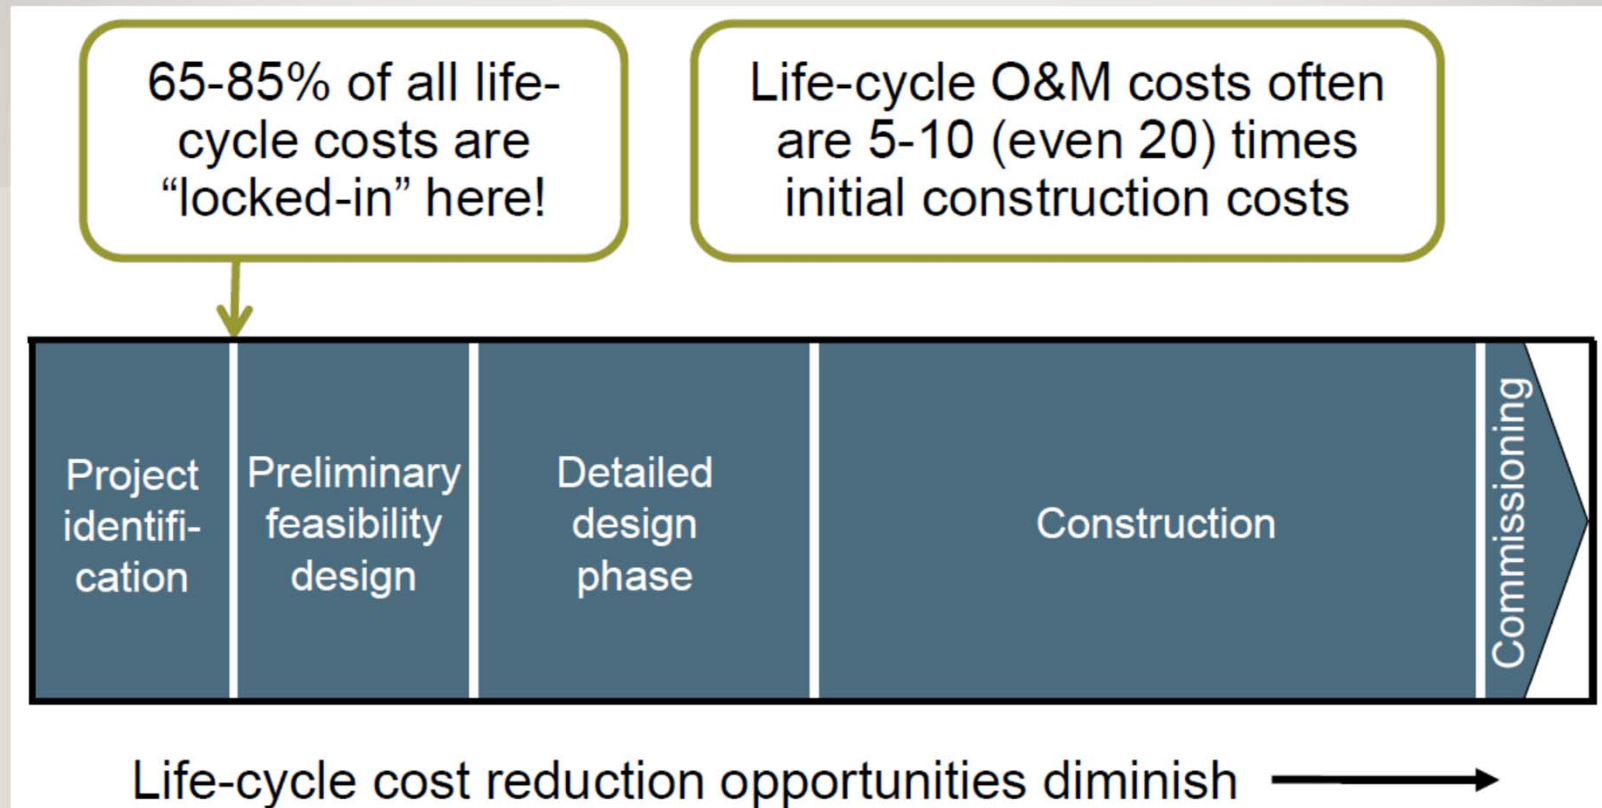 65-85% of all life-
cycle costs are
“locked-in” here!
Life-cycle O&M costs often
are 5-10 (even 20) times
initial construction costs
Project
identifi-
cation
Preliminary
feasibility
design
Detailed
design
phase
Construction
Commissioning
Life-cycle cost reduction opportunities diminish